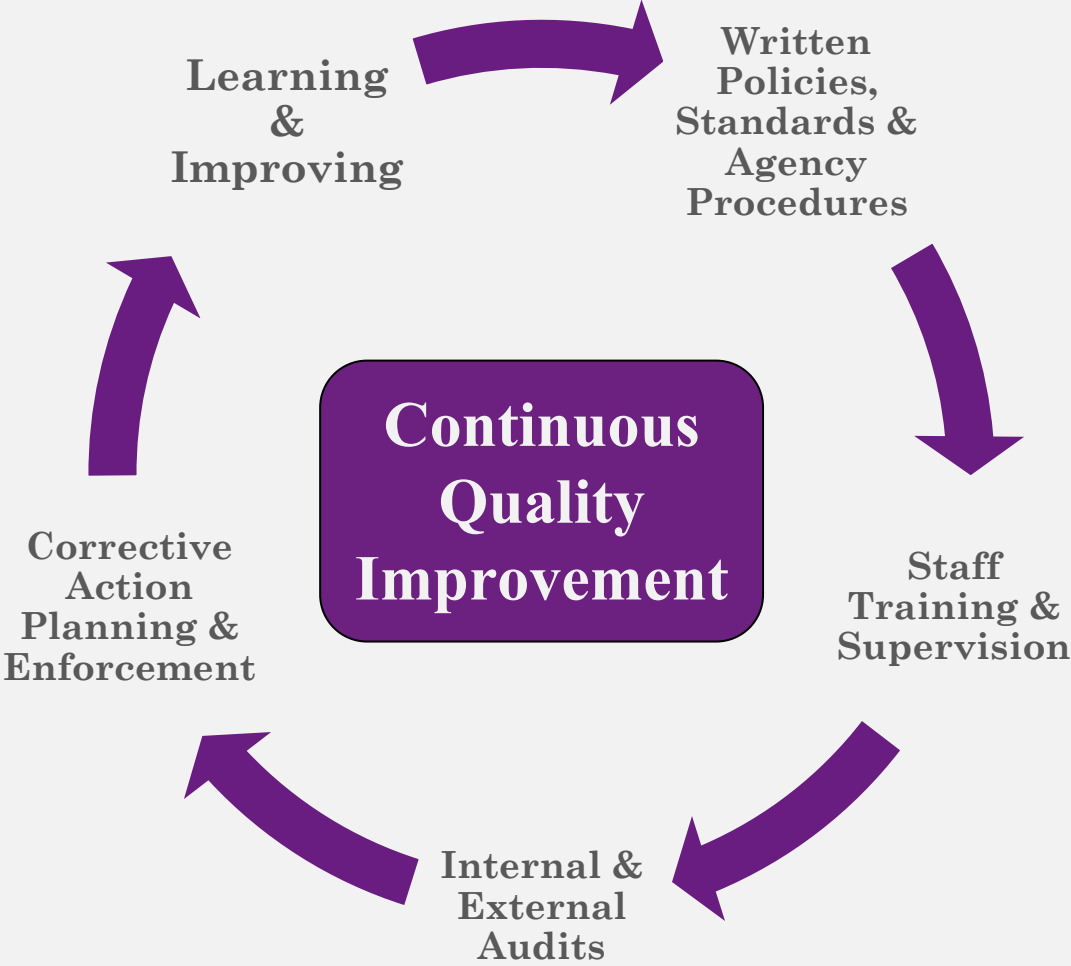 Learning
&
Improving
Written
Policies,
Standards &
Agency
Procedures
Continuous
Quality
Improvement
Staff
Training &
Supervision
Internal &
External
Audits
Corrective
Action
Planning &
Enforcement